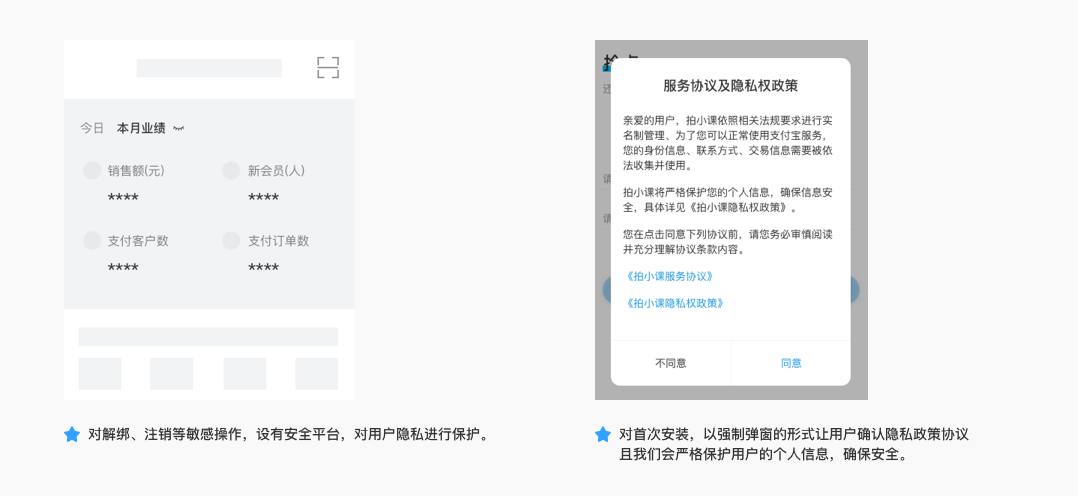 今日 本月业绩
销售额(元) 新会员(人)
**** ****
支付客户数 支付订单数
**** ****
对解绑、注销等敏感操作，设有安全平台，对用户隐私进行保护。
服务协议及隐私权政策
亲爱的用户，拍小课依照相关法规要求进行实
名制管理、为了您可以正常使用支付宝服务，
您的身份信息、联系方式、交易信息需要被依
法收集并使用。
拍小课将严格保护您的个人信息，确保信息安
全，具体详见《拍小课隐私权政策》。
您在点击同意下列协议前，请您务必审慎阅读
并充分理解协议条款内容。
《拍小课服务协议》
《拍小课隐私权政策》
不同意 同意
对首次安装，以强制弹窗的形式让用户确认隐私政策协议
且我们会严格保护用户的个人信息，确保安全。